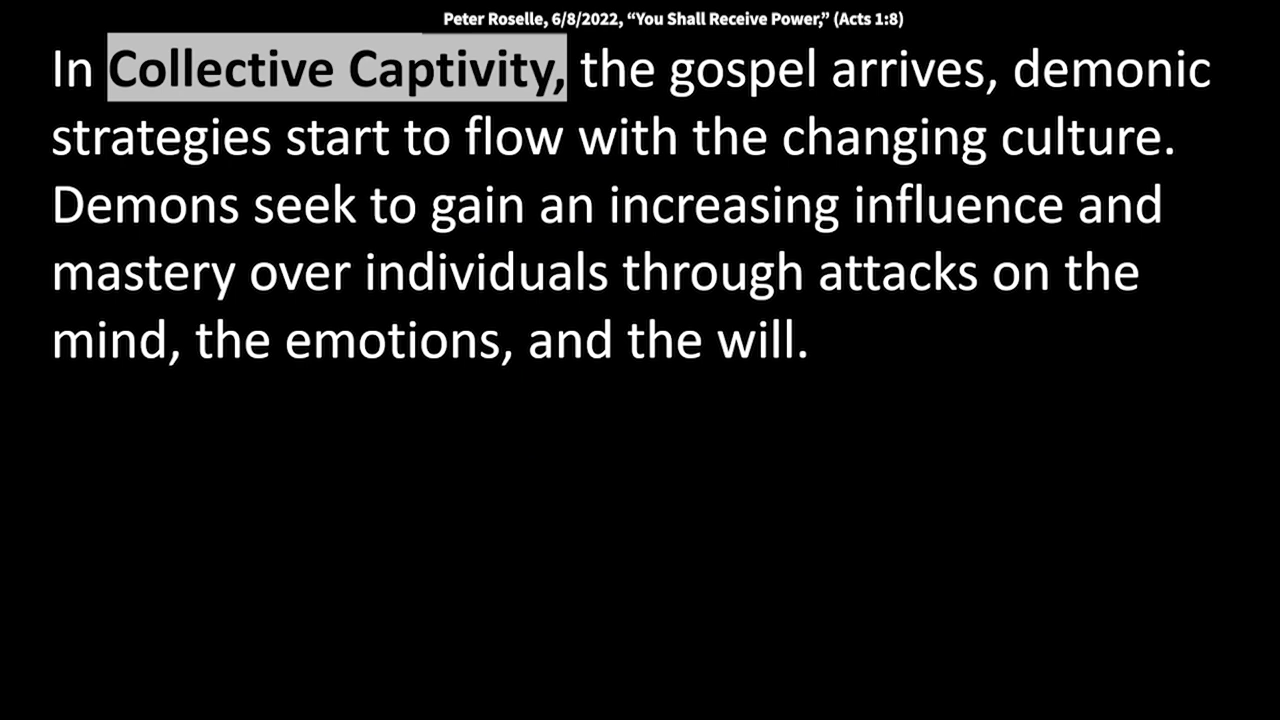 Peter Roselle, 6/8/2022, “You Shall Receive Power,” (Acts 1:8)
In Collective Captivity, the gospel arrives, demonic
strategies start to flow with the changing culture.
Demons seek to gain an increasing influence and
mastery over individuals through attacks on the
mind, the emotions, and the will.